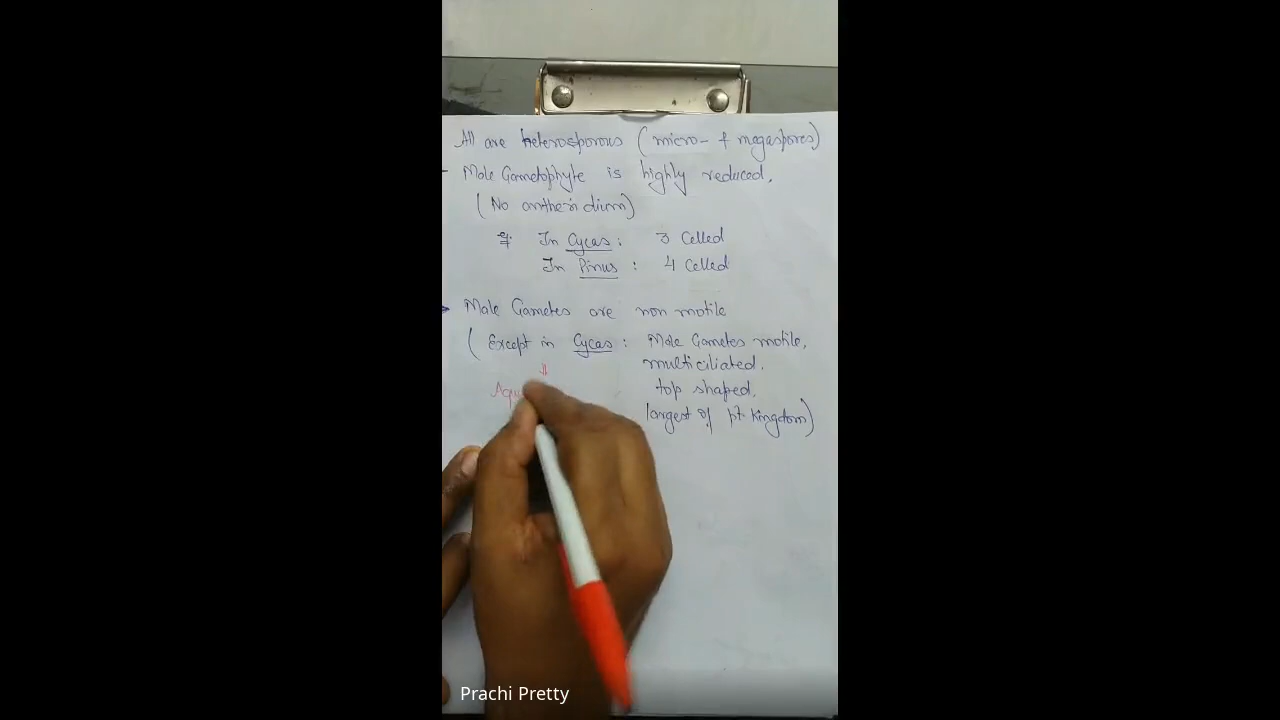 All are heterosporous (micro- & megaspores)
- Male Gametophyte is highly reduced.
(No antheridium)
In Cycas : 3 Celled
In Pinus : 4 Celled
Male Gametes are non motile
(Except in Cycas : Male Gametes motile,
multiciliated.
top shaped.
largest of pt. kingdom)
Prachi Pretty